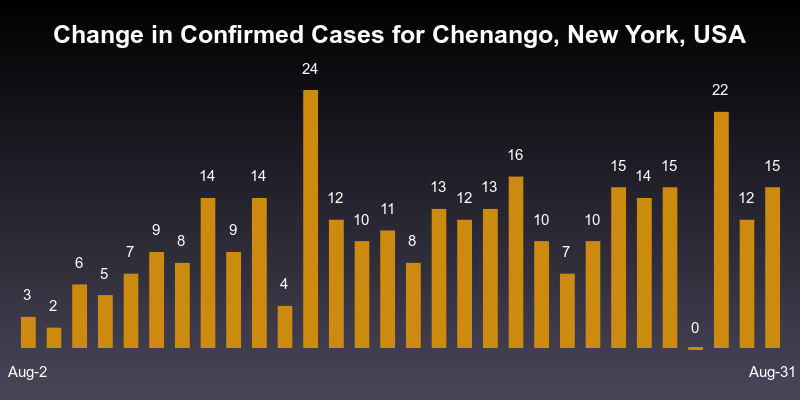 Change in Confirmed Cases for Chenango, New York, USA
3 2 6 5 7 9 8 14 9 14 4 24 12 10 11 8 13 12 13 16 10 7 10 15 14 15 0 22 12 15
Aug-2 Aug-31